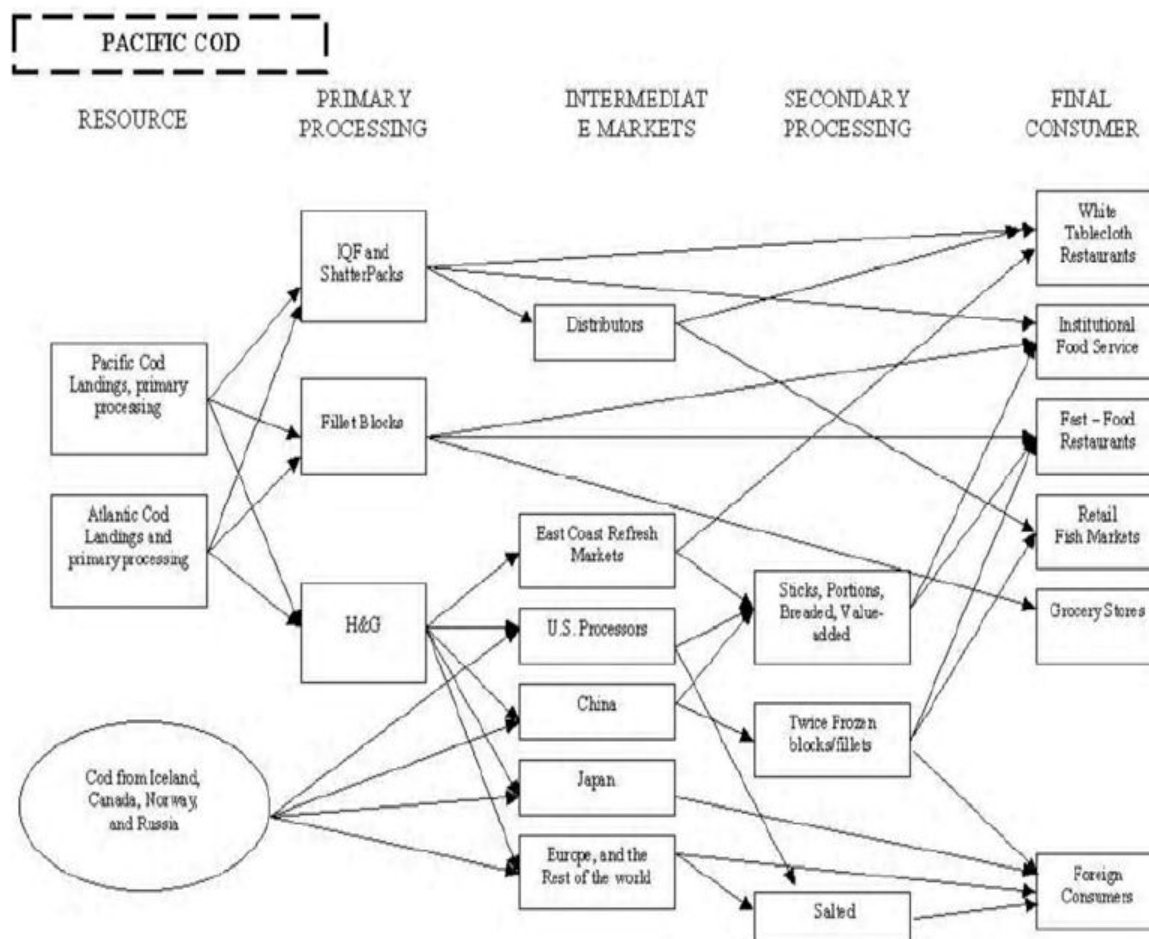 PACIFIC COD
RESOURCE
PRIMARY
PROCESSING
INTERMEDIAT
E MARKETS
SECONDARY
PROCESSING
FINAL
CONSUMER
Pacific Cod
Landings, primary
processing
Atlantic Cod
Landings and
primary processing
Cod from Iceland,
Canada, Norway,
and Russia
IQF and
ShatterPacks
Fillet Blocks
H&G
Distributors
East Coast Refresh
Markets
U.S. Processors
China
Japan
Europe, and the
Rest of the world
Sticks, Portions,
Breaded, Value-
added
Twice Frozen
blocks/fillets
Salted
White
Tablecloth
Restaurants
Institutional
Food Service
Fast – Food
Restaurants
Retail
Fish Markets
Grocery Stores
Foreign
Consumers